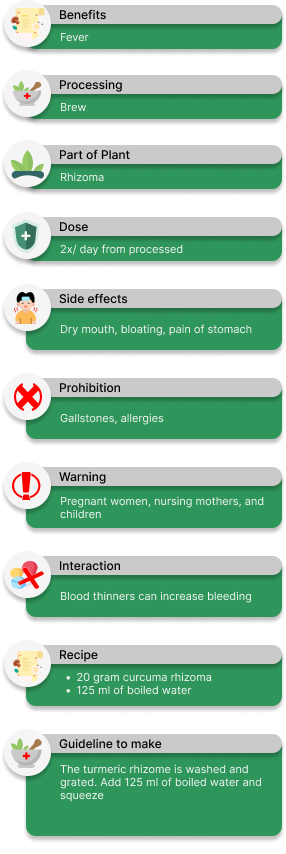 Benefits
Fever
Processing
Brew
Part of Plant
Rhizoma
Dose
2x/ day from processed
Side effects
Dry mouth, bloating, pain of stomach
Prohibition
Gallstones, allergies
Warning
Pregnant women, nursing mothers, and
children
Interaction
Blood thinners can increase bleeding
Recipe
• 20 gram curcuma rhizoma
• 125 ml of boiled water
Guideline to make
The turmeric rhizome is washed and
grated. Add 125 ml of boiled water and
squeeze